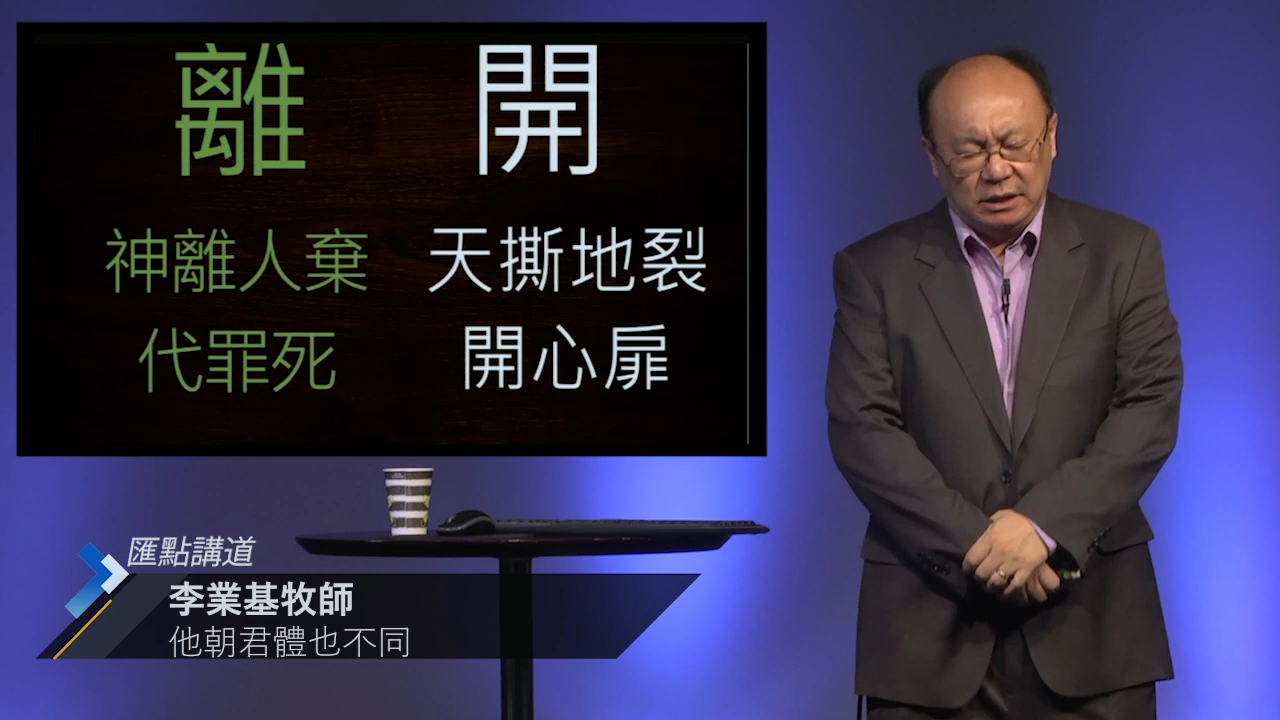 離 開
神離人棄 天撕地裂
代罪死 開心扉
匯點講道
李業基牧師
他朝君體也不同